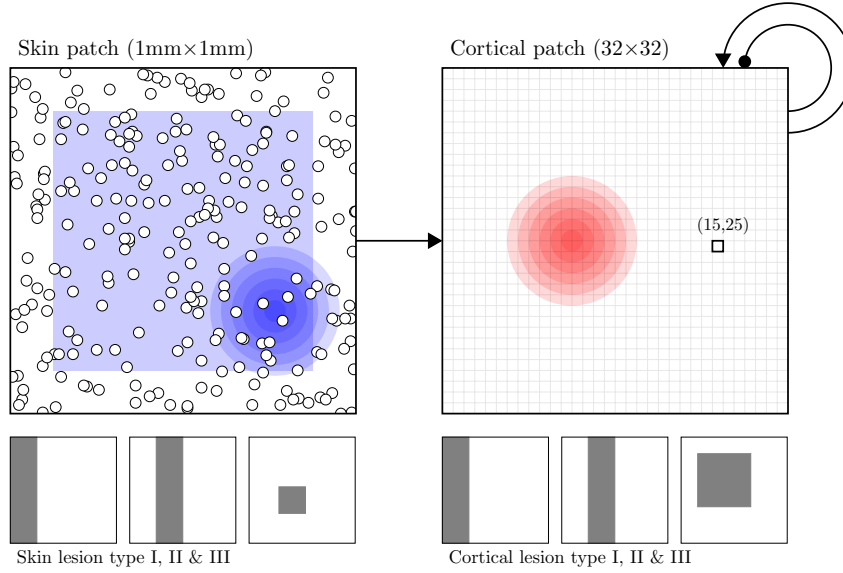 Skin patch (1mm×1mm)
Cortical patch (32×32)
(15,25)
Skin lesion type I, II & III
Cortical lesion type I, II & III